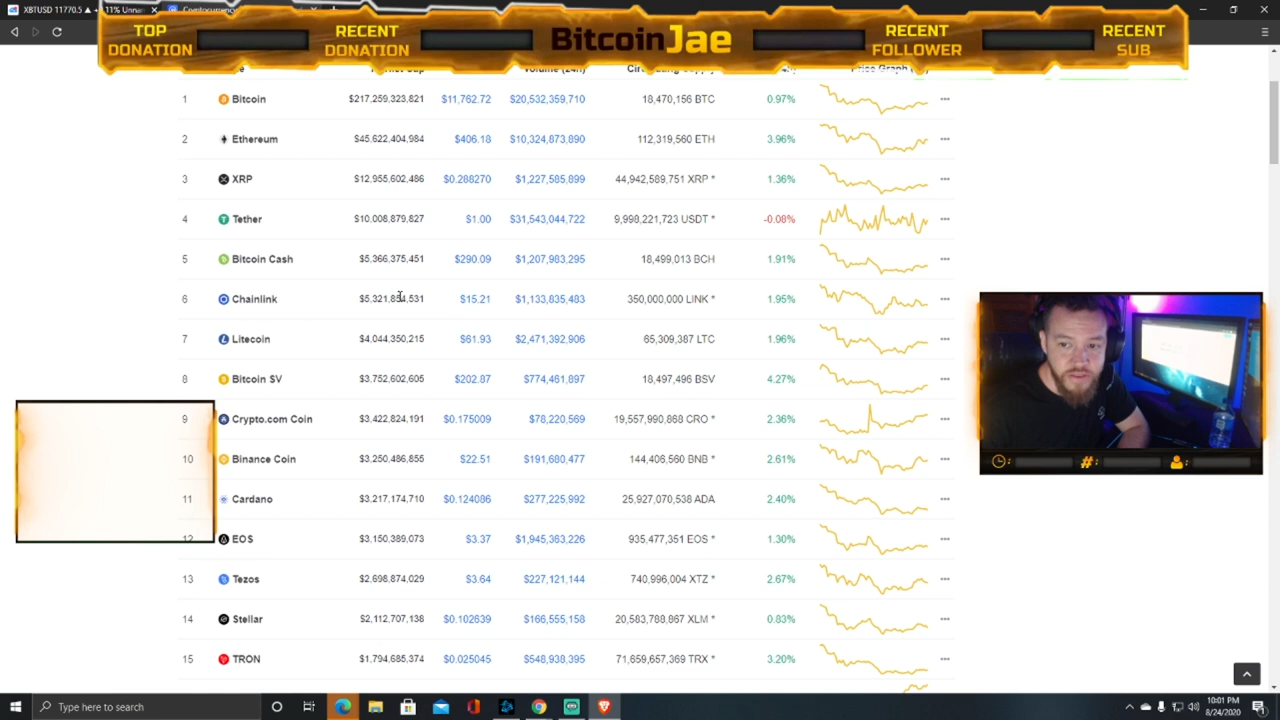 XBTUSD 11770.5 ▲ +.11% Unna
Cryptocurrency
TOP DONATION
RECENT DONATION
BitcoinJae
RECENT FOLLOWER
RECENT SUB
1 Bitcoin $217,259,323,821 $11,762.72 $20,532,359,710 18,470,156 BTC 0.97%
2 Ethereum $45,622,404,984 $406.18 $10,324,873,890 112,319,560 ETH 3.96%
3 XRP $12,955,602,486 $0.288270 $1,227,585,899 44,942,589,751 XRP * 1.36%
4 Tether $10,008,879,827 $1.00 $31,543,044,722 9,998,221,723 USDT * -0.08%
5 Bitcoin Cash $5,366,375,451 $290.09 $1,207,983,295 18,499,013 BCH 1.91%
6 Chainlink $15.21 $1,133,835,483 350,000,000 LINK * 1.95%
7 Litecoin $4,044,350,215 $61.93 $2,471,392,906 65,309,387 LTC 1.96%
8 Bitcoin SV $3,752,602,605 $202.87 $774,461,897 18,497,496 BSV 4.27%
9 Crypto.com Coin $3,422,824,191 $0.175009 $78,220,569 19,557,990,868 CRO * 2.36%
10 Binance Coin $3,250,486,855 $22.51 $191,680,477 144,406,560 BNB * 2.61%
11 Cardano $3,217,174,710 $0.124086 $277,225,992 25,927,070,538 ADA 2.40%
12 EOS $3,150,389,073 $3.37 $1,945,363,226 935,477,351 EOS * 1.30%
13 Tezos $2,698,874,029 $3.64 $227,121,144 740,996,004 XTZ * 2.67%
14 Stellar $2,112,707,138 $0.102639 $166,555,158 20,583,788,867 XLM * 0.83%
15 TRON $1,794,685,374 $0.025045 $548,938,395 71,659,657,369 TRX * 3.20%
#:
Type here to search
10:01 PM
8/24/2020